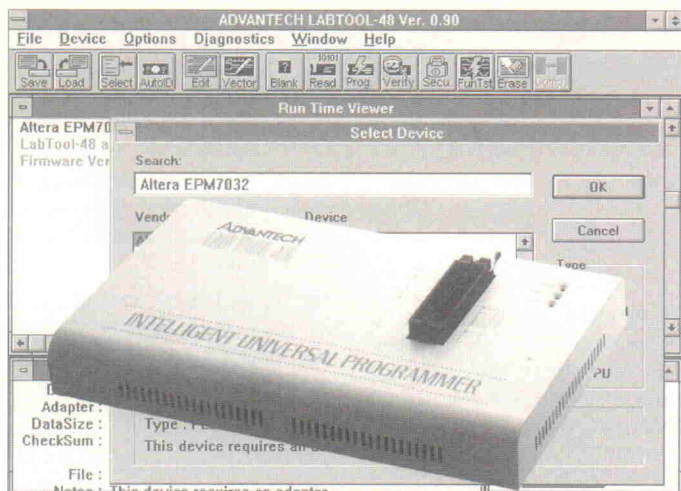 ADVANTECH LABTOOL-48 Ver. 0.90
File Device Options Diagnostics Window Help
Save Load Select AutoID Edit Vector Blank Read Prog. Verify Secu FunTst Erase
10101
Run Time Viewer
Altera EPM70
LabTool-48 a
Firmware Ver
Select Device
Search:
Altera EPM7032
OK
Device
Cancel
Type
ADVANTECH
INTELLIGENT UNIVERSAL PROGRAMMER
PU
Adapter :
DataSize :
CheckSum :
Type :
This device requires an
File :
Notes : This device requires an adapter